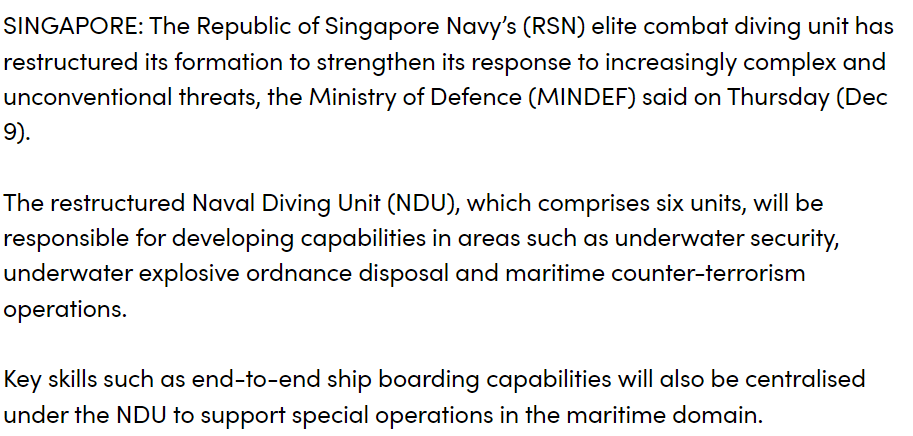 SINGAPORE: The Republic of Singapore Navy’s (RSN) elite combat diving unit has
restructured its formation to strengthen its response to increasingly complex and
unconventional threats, the Ministry of Defence (MINDEF) said on Thursday (Dec
9).
The restructured Naval Diving Unit (NDU), which comprises six units, will be
responsible for developing capabilities in areas such as underwater security,
underwater explosive ordnance disposal and maritime counter-terrorism
operations.
Key skills such as end-to-end ship boarding capabilities will also be centralised
under the NDU to support special operations in the maritime domain.